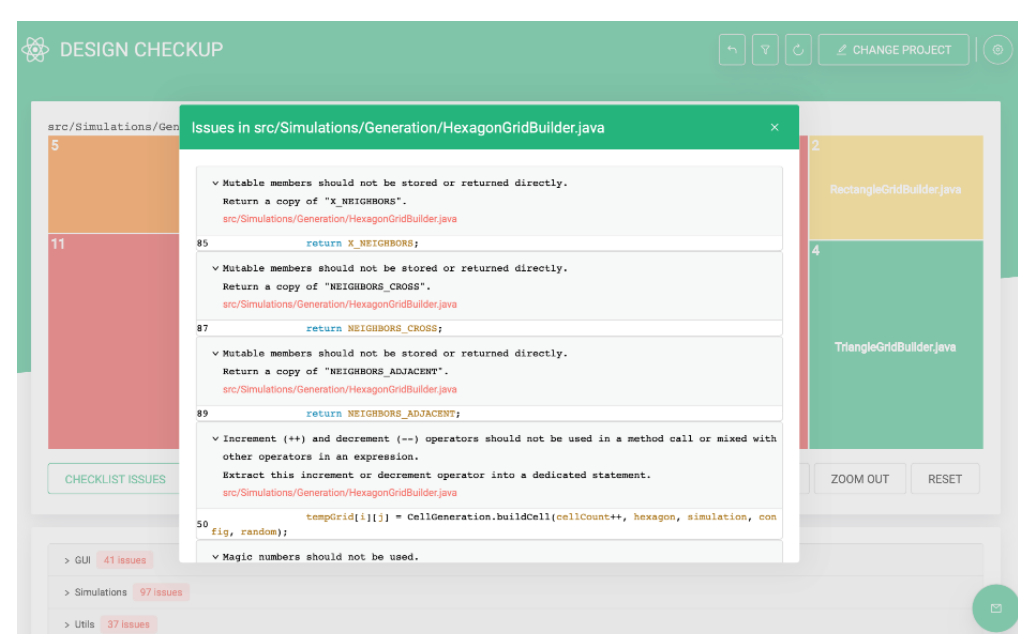 DESIGN CHECKUP
CHANGE PROJECT
src/Simulations/Gen
Issues in src/Simulations/Generation/HexagonGridBuilder.java
×
5
2
RectangleGridBuilder.java
11
4
TriangleGridBuilder.java
Mutable members should not be stored or returned directly.
Return a copy of "X_NEIGHBORS".
src/Simulations/Generation/HexagonGridBuilder.java
85 return X_NEIGHBORS;
Mutable members should not be stored or returned directly.
Return a copy of "NEIGHBORS_CROSS".
src/Simulations/Generation/HexagonGridBuilder.java
87 return NEIGHBORS_CROSS;
Mutable members should not be stored or returned directly.
Return a copy of "NEIGHBORS_ADJACENT".
src/Simulations/Generation/HexagonGridBuilder.java
89 return NEIGHBORS_ADJACENT;
Increment (++) and decrement (--) operators should not be used in a method call or mixed with
other operators in an expression.
Extract this increment or decrement operator into a dedicated statement.
src/Simulations/Generation/HexagonGridBuilder.java
50 tempGrid[i][j] = CellGeneration.buildCell(cellCount++, hexagon, simulation, con
fig, random);
Magic numbers should not be used.
CHECKLIST ISSUES
ZOOM OUT
RESET
> GUI 41 issues
> Simulations 97 issues
> Utils 37 issues